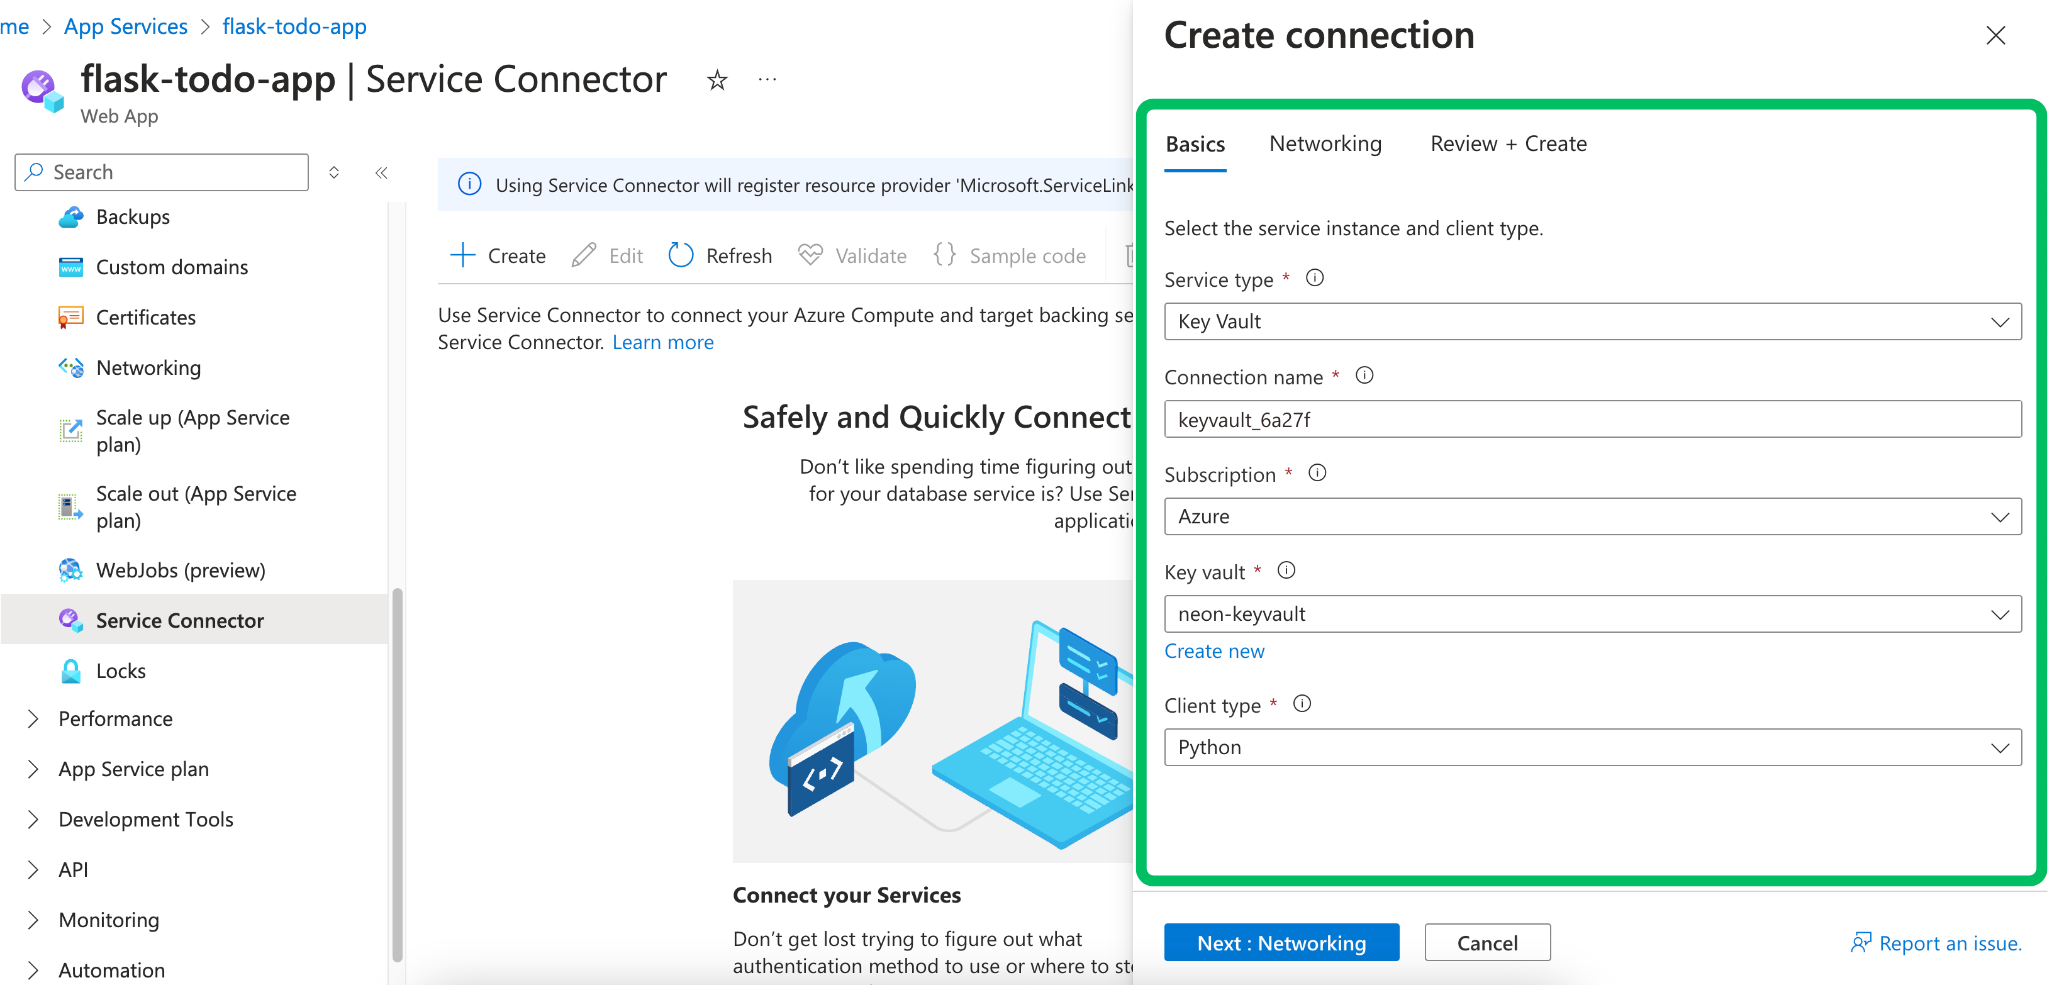 me > App Services > flask-todo-app
flask-todo-app | Service Connector
Web App
Search
Backups
Custom domains
Certificates
Networking
Scale up (App Service
plan)
Scale out (App Service
plan)
WebJobs (preview)
Service Connector
Locks
Performance
App Service plan
Development Tools
API
Monitoring
Automation
Using Service Connector will register resource provider 'Microsoft.ServiceLink
Create Edit Refresh Validate {} Sample code
Use Service Connector to connect your Azure Compute and target backing se
Service Connector. Learn more
Safely and Quickly Connect
Don't like spending time figuring out
for your database service is? Use Ser
applicati
Connect your Services
Don't get lost trying to figure out what
authentication method to use or where to st
Create connection
Basics Networking Review + Create
Select the service instance and client type.
Service type *
Key Vault
Connection name *
keyvault_6a27f
Subscription *
Azure
Key vault *
neon-keyvault
Create new
Client type *
Python
Next : Networking Cancel Report an issue.